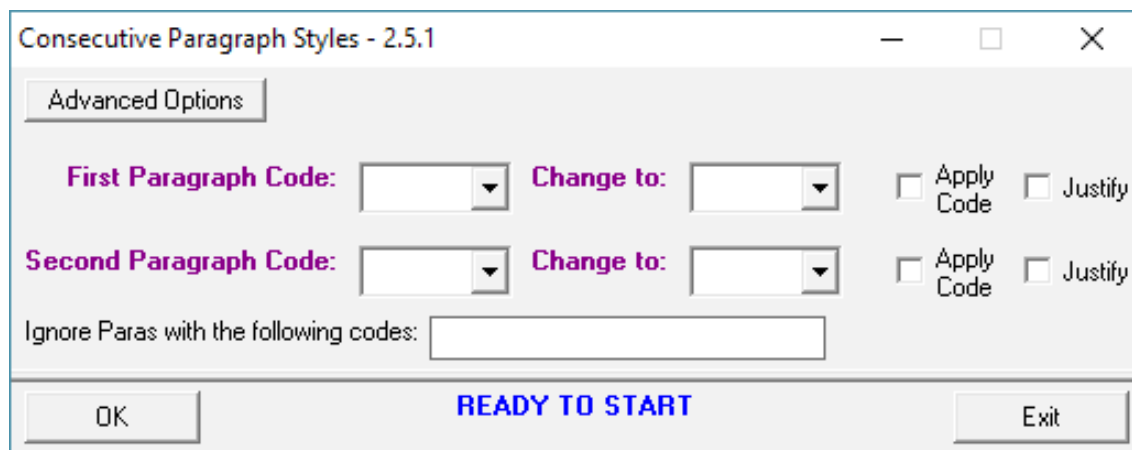 Consecutive Paragraph Styles - 2.5.1
Advanced Options
First Paragraph Code: Change to: Apply Code Justify
Second Paragraph Code: Change to: Apply Code Justify
Ignore Paras with the following codes:
OK READY TO START Exit